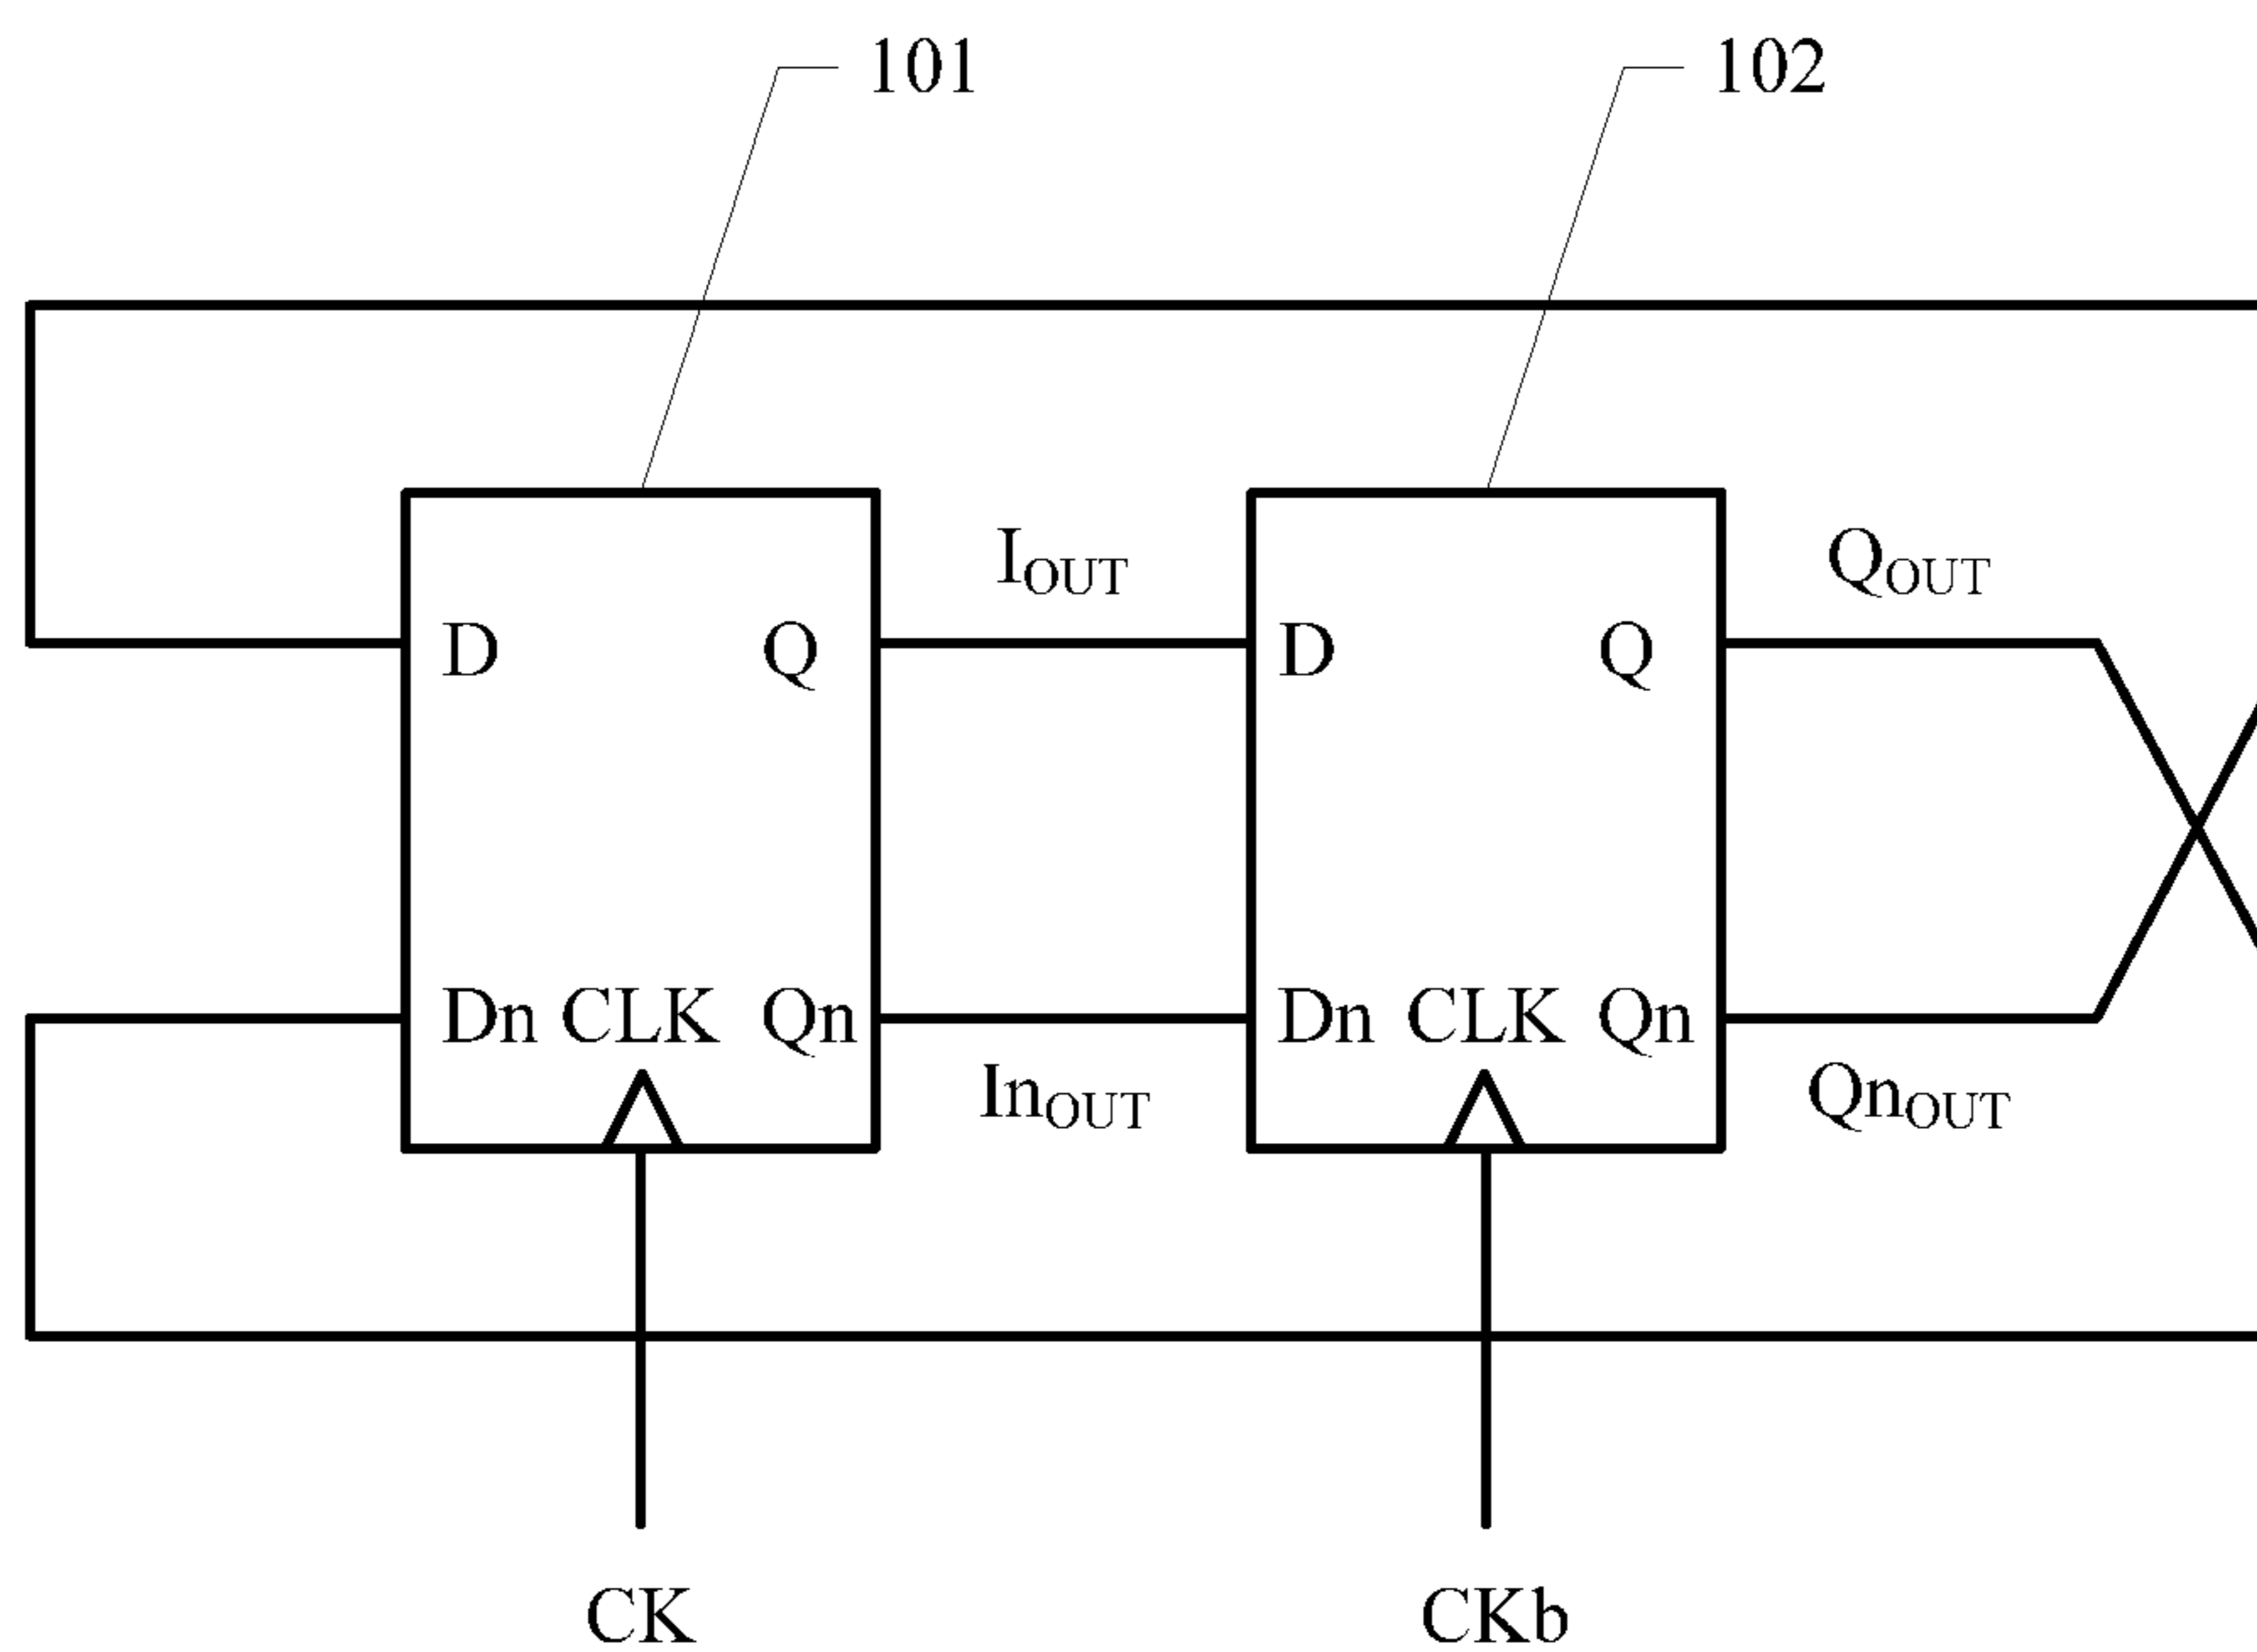 101
102
I_OUT
Q_OUT
D
Q
D
Q
Dn CLK Qn
Dn CLK Qn
In_OUT
Qn_OUT
CK
CKb